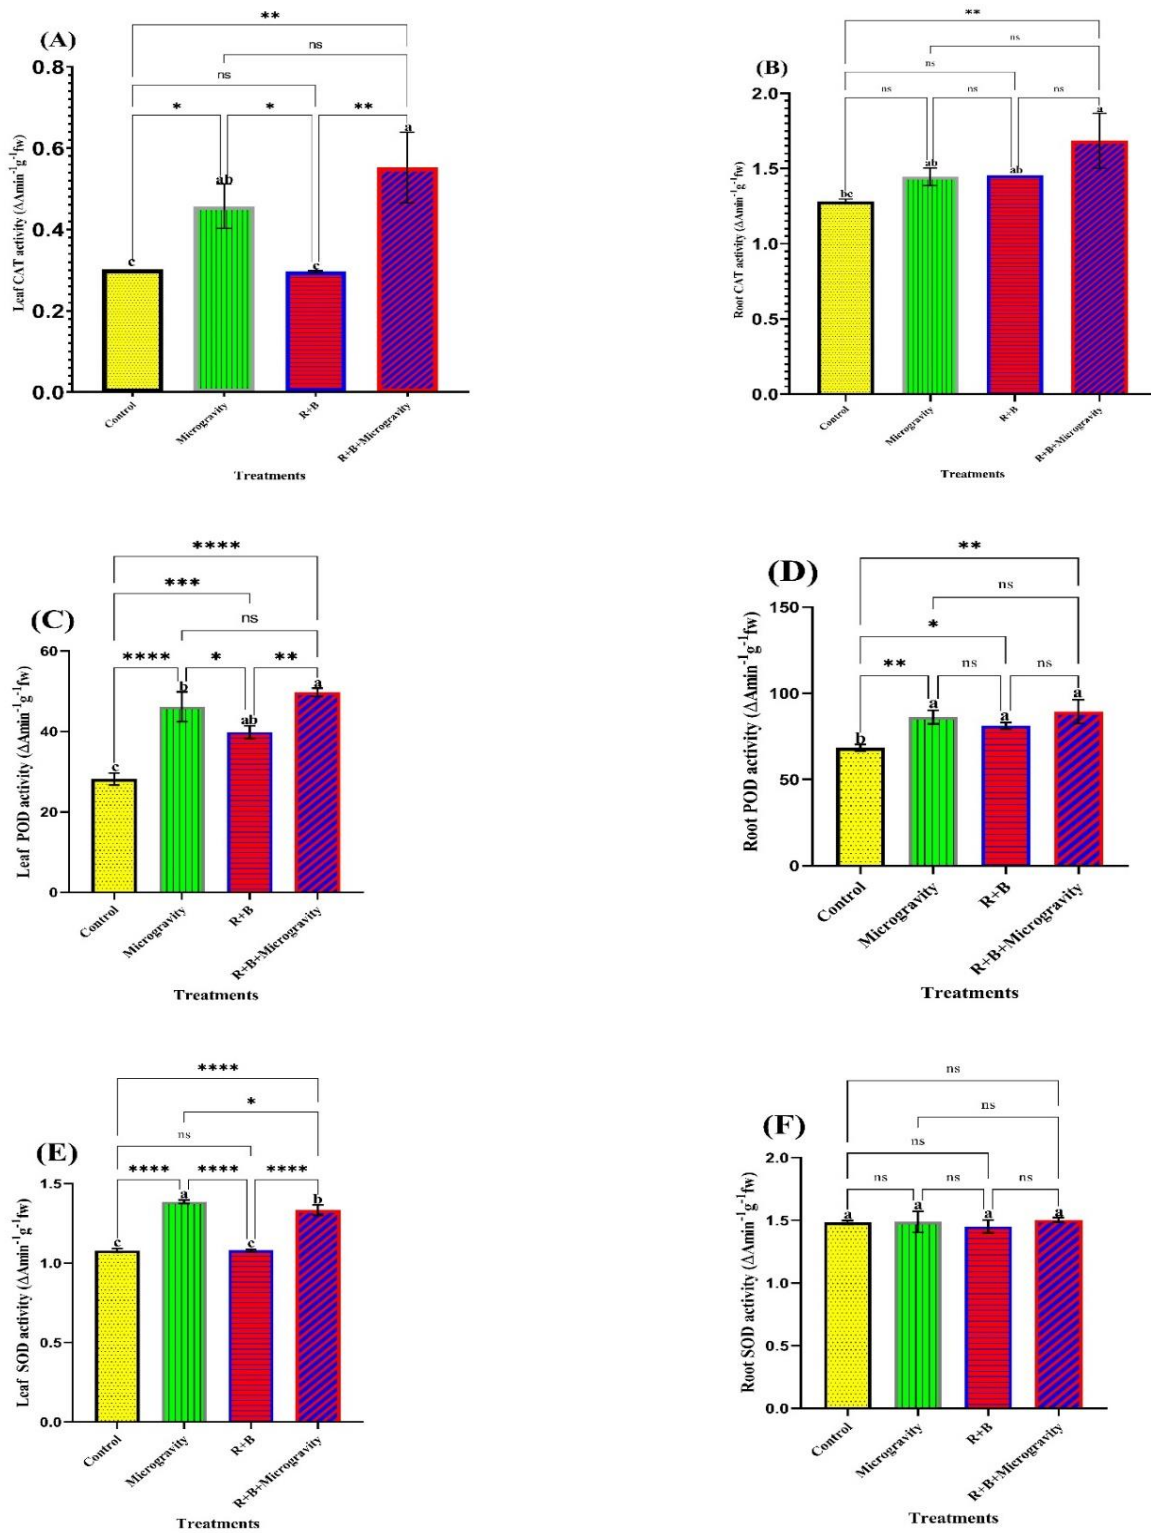 (A)
**
ns
ns
* * **
Leaf CAT activity (ΔAmin⁻¹g⁻¹fw)
0.8
0.6
0.4
0.2
0.0
c ab c a
Control Microgravity R+B R+B+Microgravity
Treatments
(B)
**
ns
ns
ns ns ns
Root CAT activity (ΔAmin⁻¹g⁻¹fw)
2.0
1.5
1.0
0.5
0.0
bc ab ab a
Control Microgravity R+B R+B+Microgravity
Treatments
(C)
****
***
ns
**** * **
Leaf POD activity (ΔAmin⁻¹g⁻¹fw)
60
40
20
0
c b ab a
Control Microgravity R+B R+B+Microgravity
Treatments
(D)
**
ns
*
** ns ns
Root POD activity (ΔAmin⁻¹g⁻¹fw)
150
100
50
0
b a a a
Control Microgravity R+B R+B+Microgravity
Treatments
(E)
****
*
ns
**** **** ****
Leaf SOD activity (ΔAmin⁻¹g⁻¹fw)
1.5
1.0
0.5
0.0
c a c b
Control Microgravity R+B R+B+Microgravity
Treatments
(F)
ns
ns
ns
ns ns ns
Root SOD activity (ΔAmin⁻¹g⁻¹fw)
2.0
1.5
1.0
0.5
0.0
a a a a
Control Microgravity R+B R+B+Microgravity
Treatments